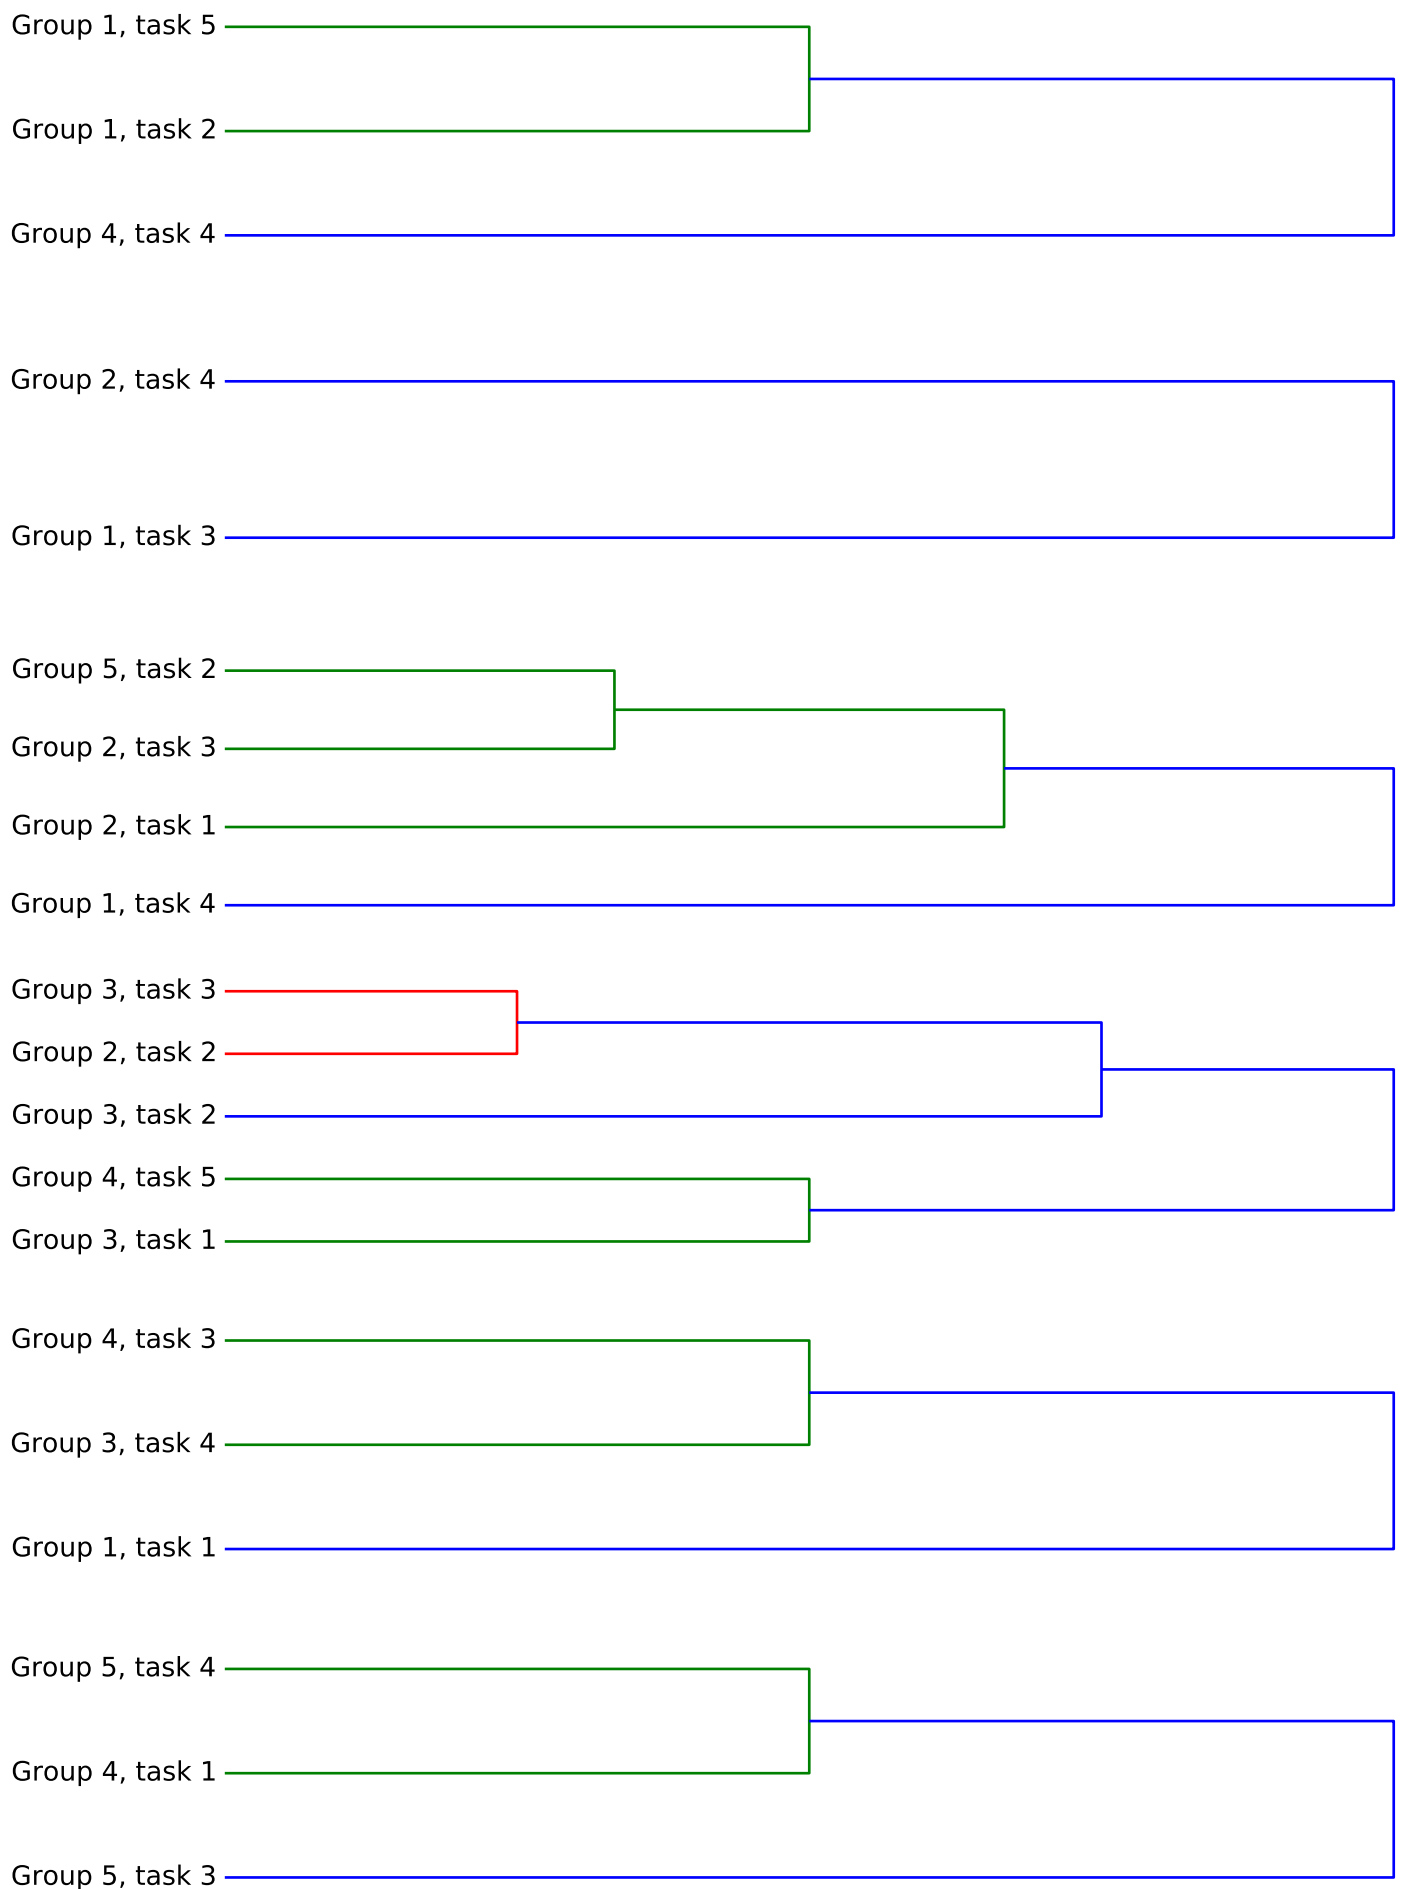 Group 1, task 5
Group 1, task 2
Group 4, task 4
Group 2, task 4
Group 1, task 3
Group 5, task 2
Group 2, task 3
Group 2, task 1
Group 1, task 4
Group 3, task 3
Group 2, task 2
Group 3, task 2
Group 4, task 5
Group 3, task 1
Group 4, task 3
Group 3, task 4
Group 1, task 1
Group 5, task 4
Group 4, task 1
Group 5, task 3